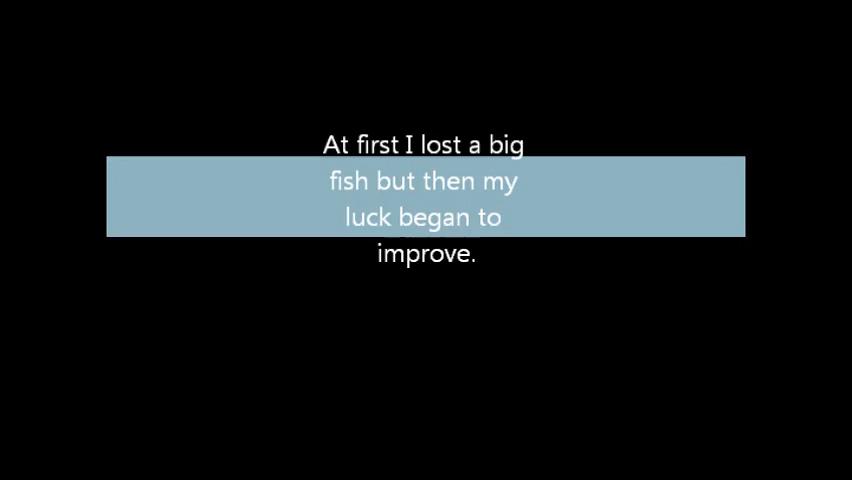 At first I lost a big
fish but then my
luck began to
improve.